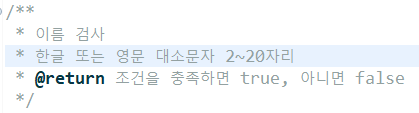 /**
* 이름 검사
* 한글 또는 영문 대소문자 2~20자리
* @return 조건을 충족하면 true, 아니면 false
*/